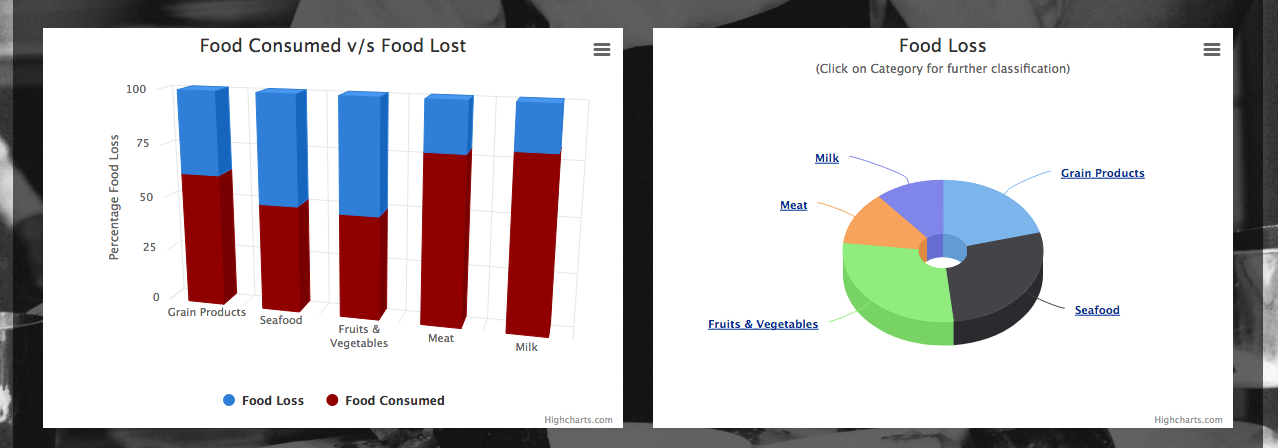 Food Consumed v/s Food Lost
Percentage Food Loss
100
75
50
25
0
Grain Products
Seafood
Fruits &
Vegetables
Meat
Milk
Food Loss
Food Consumed
Highcharts.com
Food Loss
(Click on Category for further classification)
Milk
Grain Products
Meat
Seafood
Fruits & Vegetables
Highcharts.com